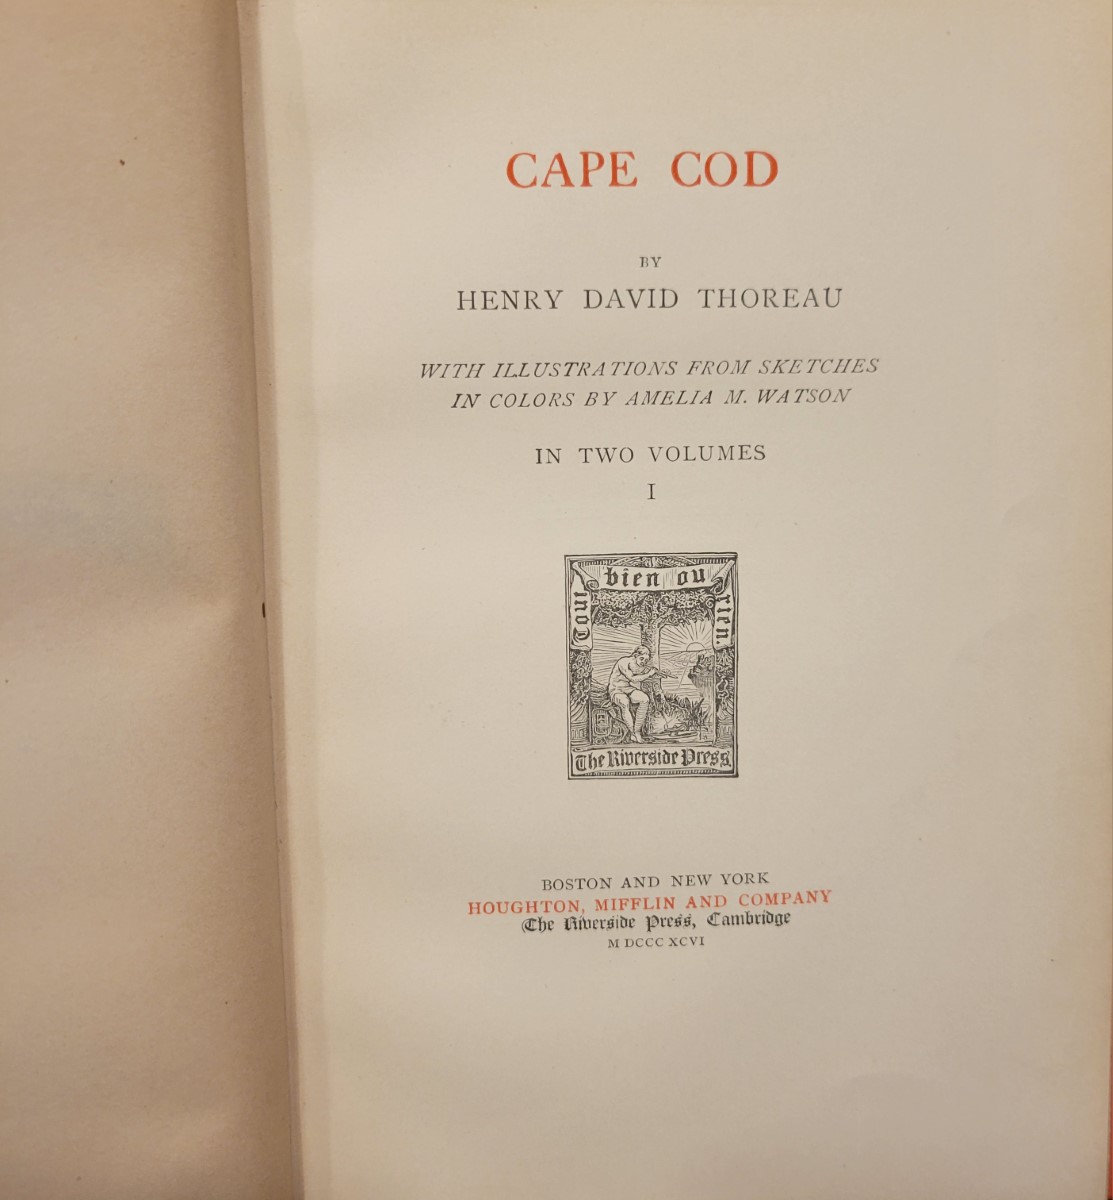 CAPE COD
BY
HENRY DAVID THOREAU
WITH ILLUSTRATIONS FROM SKETCHES
IN COLORS BY AMELIA M. WATSON
IN TWO VOLUMES
I
Tout
bien ou
rien.
The Riverside Press
BOSTON AND NEW YORK
HOUGHTON, MIFFLIN AND COMPANY
The Riverside Press, Cambridge
M DCCC XCVI